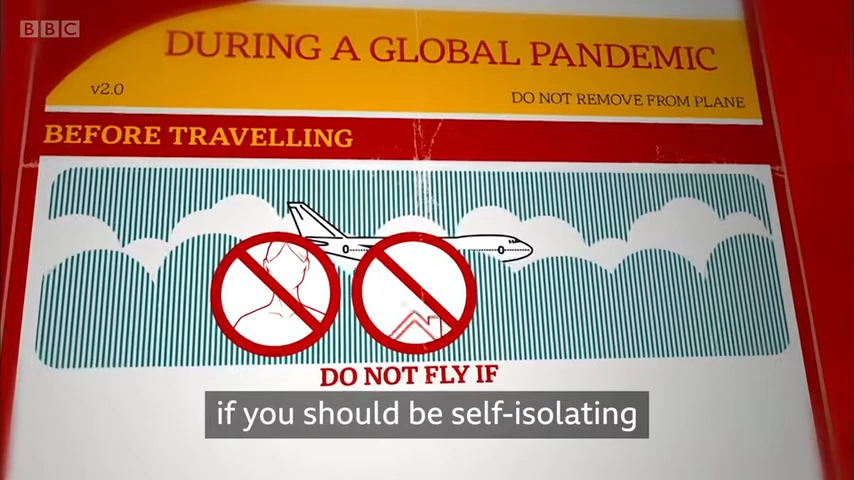 BBC
DURING A GLOBAL PANDEMIC
v2.0
DO NOT REMOVE FROM PLANE
BEFORE TRAVELLING
DO NOT FLY IF
if you should be self-isolating